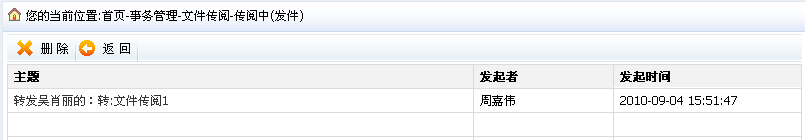 您的当前位置:首页-事务管理-文件传阅-传阅中(发件)
删 除 返 回
主题 发起者 发起时间
转发吴肖丽的：转:文件传阅1 周嘉伟 2010-09-04 15:51:47